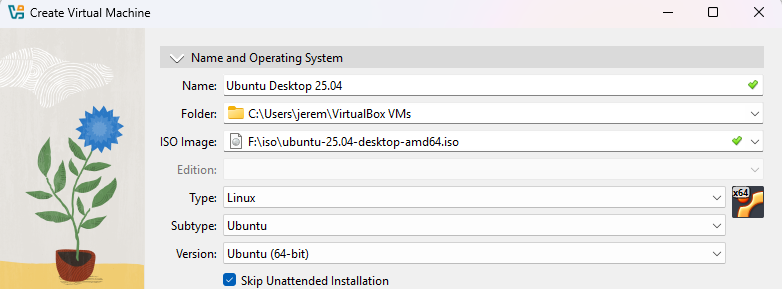 Create Virtual Machine
Name and Operating System
Name: Ubuntu Desktop 25.04
Folder: C:\Users\jerem\VirtualBox VMs
ISO Image: F:\iso\ubuntu-25.04-desktop-amd64.iso
Edition:
Type: Linux
x64
Subtype: Ubuntu
Version: Ubuntu (64-bit)
Skip Unattended Installation